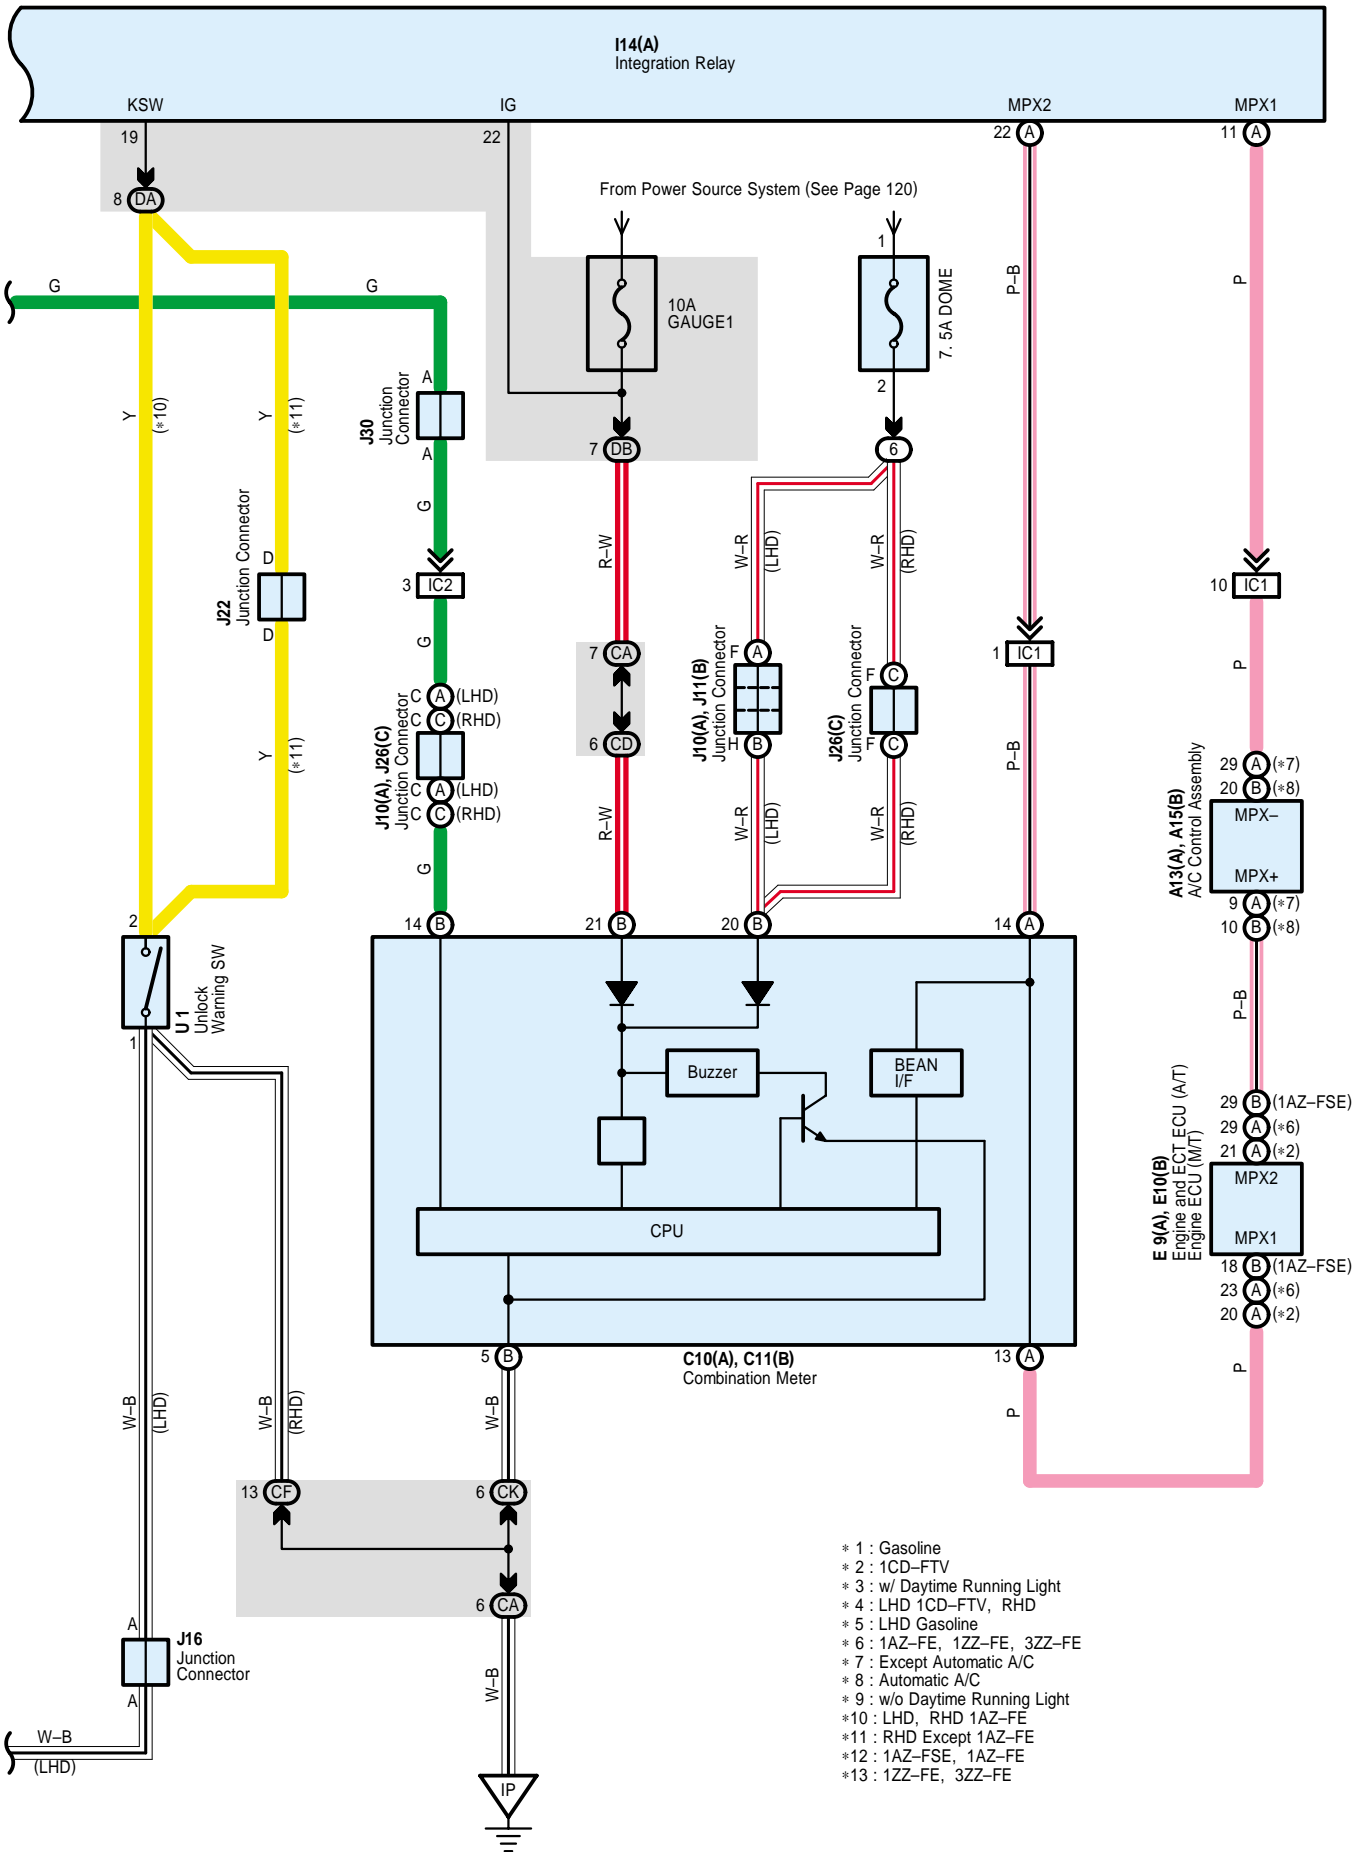 I14(A)
Integration Relay
KSW
IG
MPX2
MPX1
19
22
22 A
11 A
8 DA
From Power Source System (See Page 120)
1
G
G
10A
GAUGE1
7. 5A DOME
P–B
P
2
A
J30
Junction
Connector
A
Y
(*10)
Y
(*11)
7 DB
6
G
J22
Junction Connector
D
D
R–W
W–R
(LHD)
W–R
(RHD)
3 IC2
10 IC1
G
1 IC1
P
7 CA
F A
F C
C A (LHD)
C C (RHD)
J10(A), J26(C)
Junction Connector
C A (LHD)
C C (RHD)
J10(A), J11(B)
Junction Connector
J26(C)
Junction Connector
6 CD
H B
F C
Y
(*11)
P–B
29 A (*7)
20 B (*8)
MPX–
MPX+
A13(A), A15(B)
A/C Control Assembly
9 A (*7)
10 B (*8)
R–W
W–R
(LHD)
W–R
(RHD)
G
2
14 B
21 B
20 B
14 A
U 1
Unlock
Warning SW
1
P–B
Buzzer
BEAN
I/F
CPU
29 B (1AZ–FSE)
29 A (*6)
21 A (*2)
MPX2
MPX1
E 9(A), E10(B)
Engine and ECT ECU (A/T)
Engine ECU (M/T)
18 B (1AZ–FSE)
23 A (*6)
20 A (*2)
5 B
C10(A), C11(B)
Combination Meter
13 A
W–B
(LHD)
W–B
(RHD)
W–B
P
P
13 CF
6 CK
6 CA
A
J16
Junction
Connector
A
W–B
W–B
(LHD)
IP
* 1 : Gasoline
* 2 : 1CD–FTV
* 3 : w/ Daytime Running Light
* 4 : LHD 1CD–FTV, RHD
* 5 : LHD Gasoline
* 6 : 1AZ–FE, 1ZZ–FE, 3ZZ–FE
* 7 : Except Automatic A/C
* 8 : Automatic A/C
* 9 : w/o Daytime Running Light
*10 : LHD, RHD 1AZ–FE
*11 : RHD Except 1AZ–FE
*12 : 1AZ–FSE, 1AZ–FE
*13 : 1ZZ–FE, 3ZZ–FE